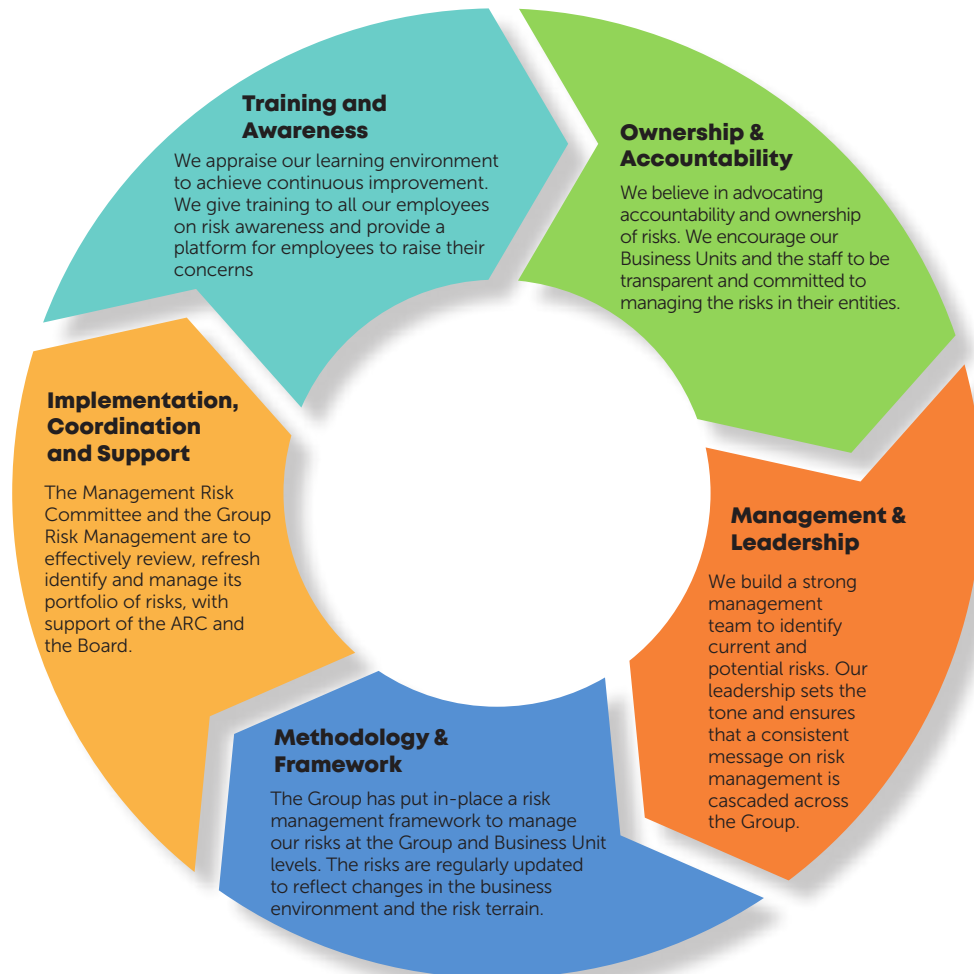 Training and
Awareness
We appraise our learning environment
to achieve continuous improvement.
We give training to all our employees
on risk awareness and provide a
platform for employees to raise their
concerns
Ownership &
Accountability
We believe in advocating
accountability and ownership
of risks. We encourage our
Business Units and the staff to be
transparent and committed to
managing the risks in their entities.
Management &
Leadership
We build a strong
management
team to identify
current and
potential risks. Our
leadership sets the
tone and ensures
that a consistent
message on risk
management is
cascaded across
the Group.
Methodology &
Framework
The Group has put in-place a risk
management framework to manage
our risks at the Group and Business Unit
levels. The risks are regularly updated
to reflect changes in the business
environment and the risk terrain.
Implementation,
Coordination
and Support
The Management Risk
Committee and the Group
Risk Management are to
effectively review, refresh
identify and manage its
portfolio of risks, with
support of the ARC and
the Board.